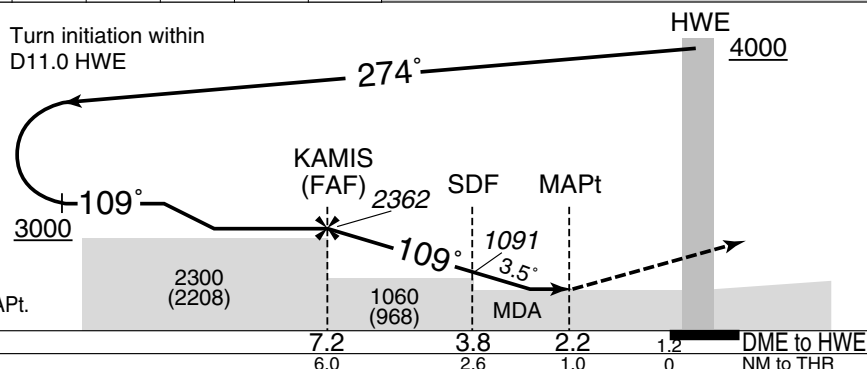 HWE
Turn initiation within
D11.0 HWE
4000
274°
KAMIS
(FAF)
SDF
MAPt
2362
109°
3000
109°
1091
3.5°
2300
(2208)
1060
(968)
MDA
APt.
7.2 3.8 2.2 1.2 DME to HWE
6.0 2.6 1.0 0 NM to THR